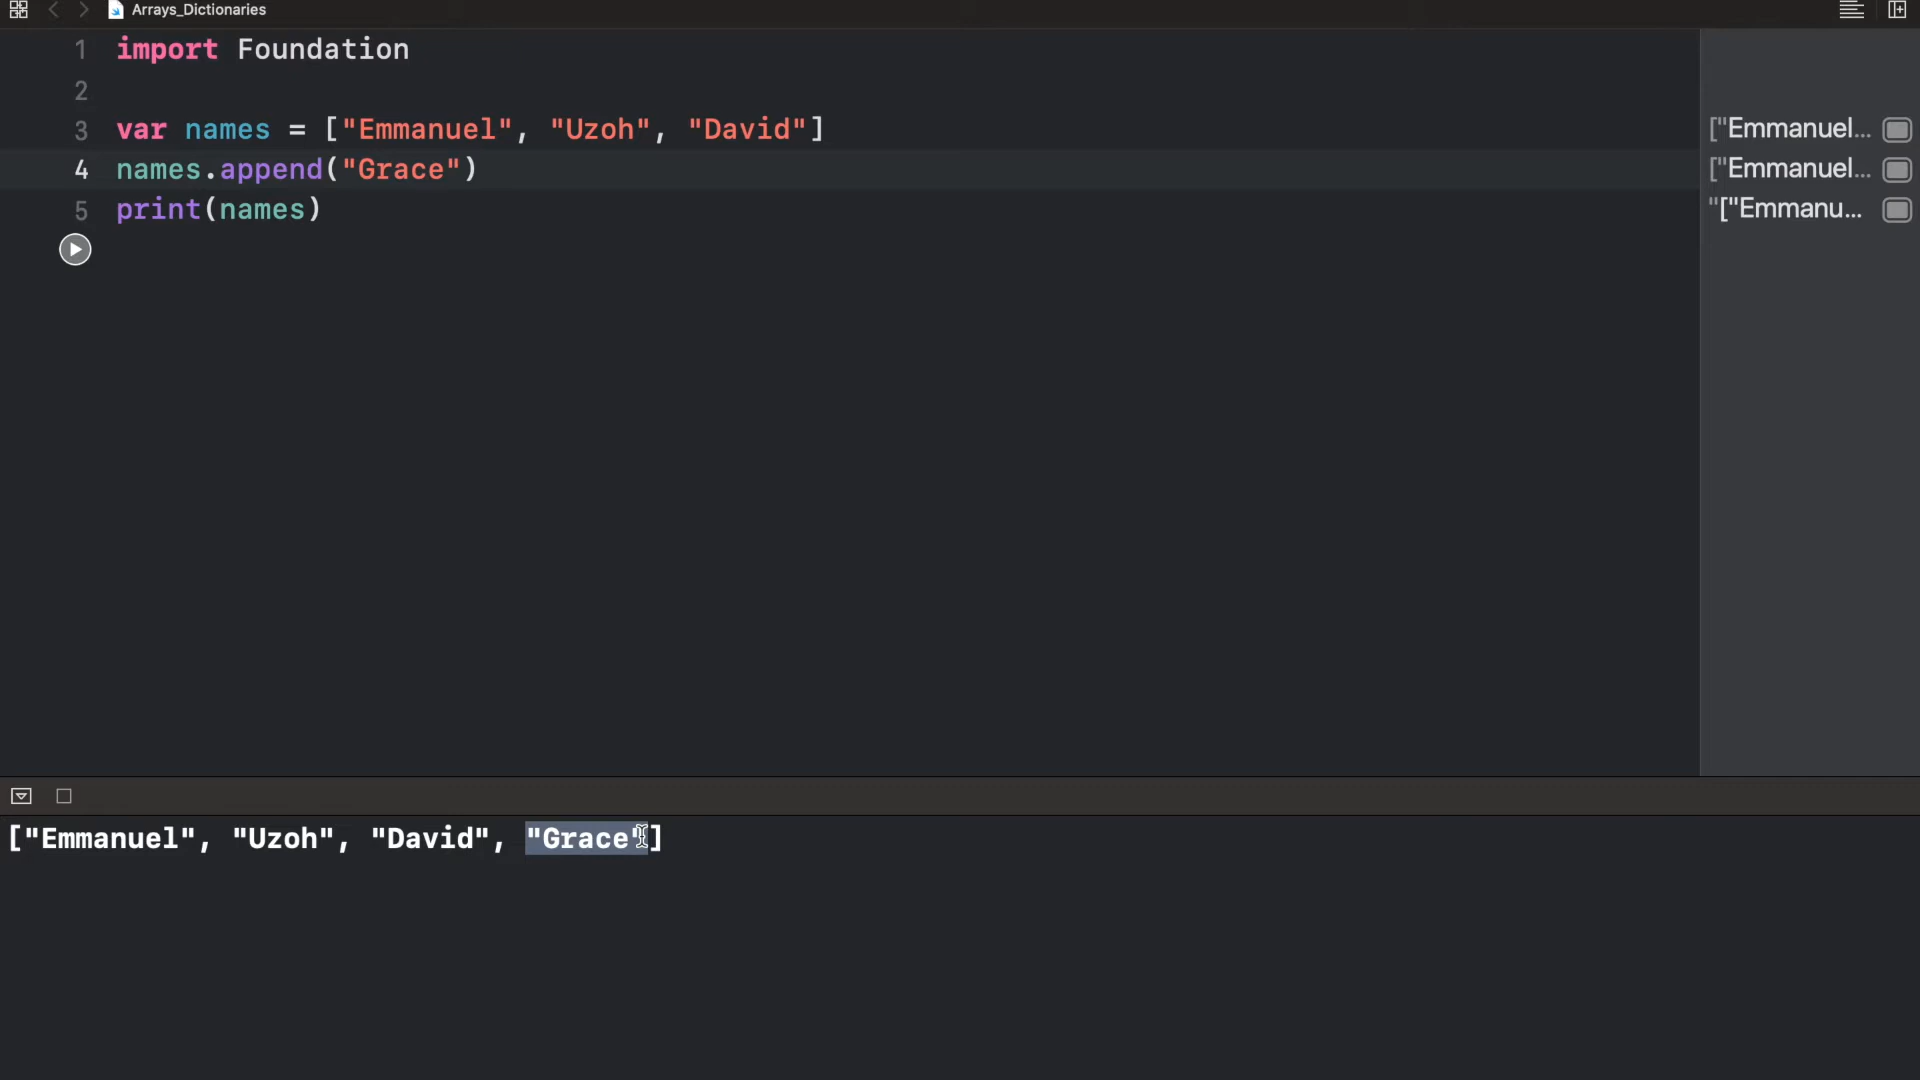 Arrays_Dictionaries
1 import Foundation
2
3 var names = ["Emmanuel", "Uzoh", "David"]
["Emmanuel...
4 names.append("Grace")
["Emmanuel...
5 print(names)
"["Emmanu...
["Emmanuel", "Uzoh", "David", "Grace"]